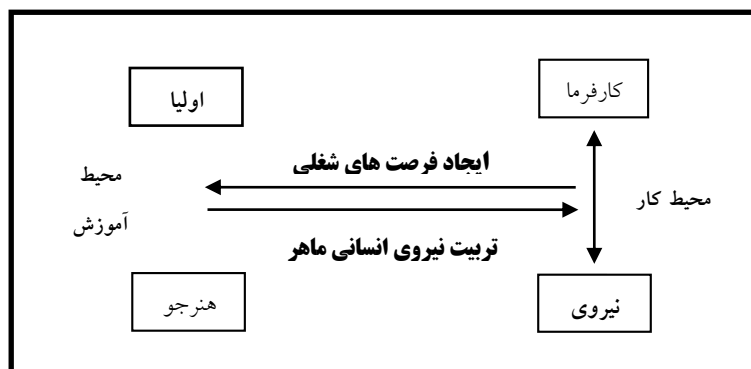 کارفرما
اولیا
ایجاد فرصت های شغلی
محیط
محیط کار
آموزش
تربیت نیروی انسانی ماهر
نیروی
هنرجو